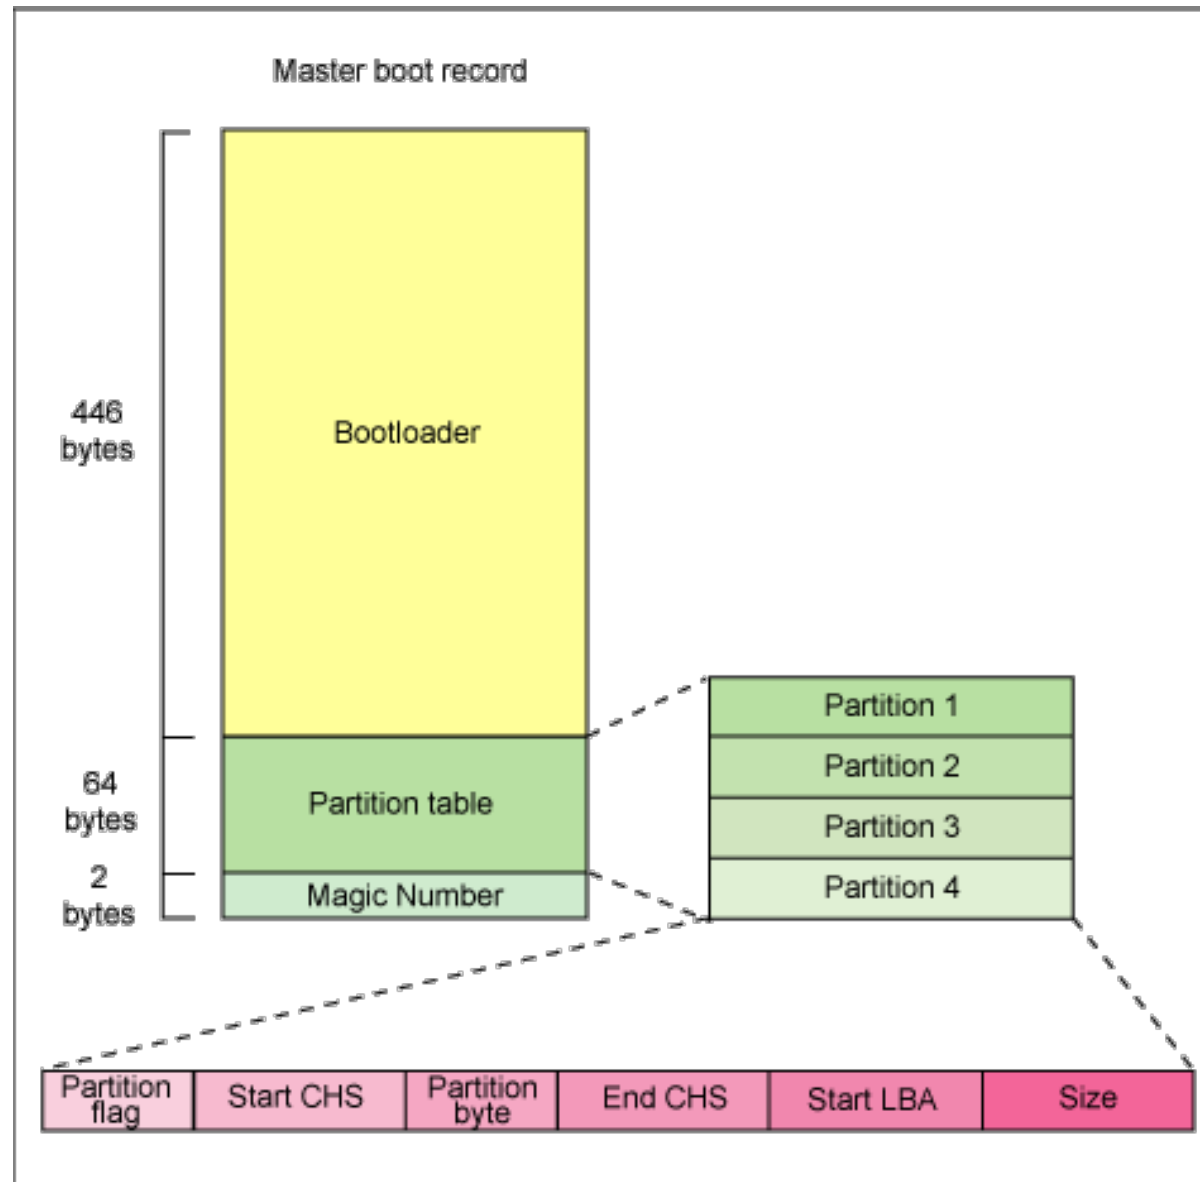 Master boot record
446
bytes
Bootloader
64
bytes
Partition table
2
bytes
Magic Number
Partition 1
Partition 2
Partition 3
Partition 4
Partition
flag
Start CHS
Partition
byte
End CHS
Start LBA
Size